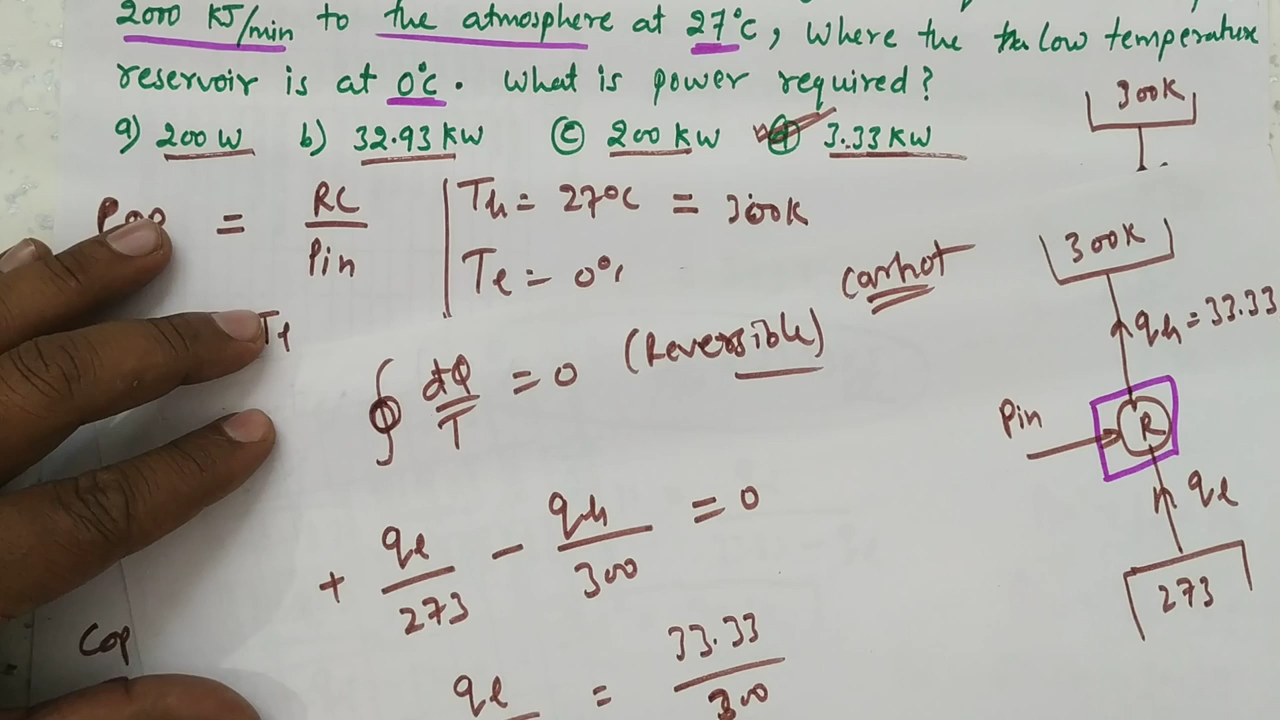 2000 KJ/min to the atmosphere at 27°C, Where the low temperature
reservoir is at 0°C. What is power required?
a) 200 W b) 32.93 KW c) 200 KW d) 3.33 KW
300K
= RC / Pin
Th = 27°C = 300K
Tl = 0°
300K
Carnot
qh = 33.33
∮ dQ/T = 0 (Reversible)
Pin
R
ql
+ ql/273 - qh/300 = 0
273
Cop
ql = 33.33/300